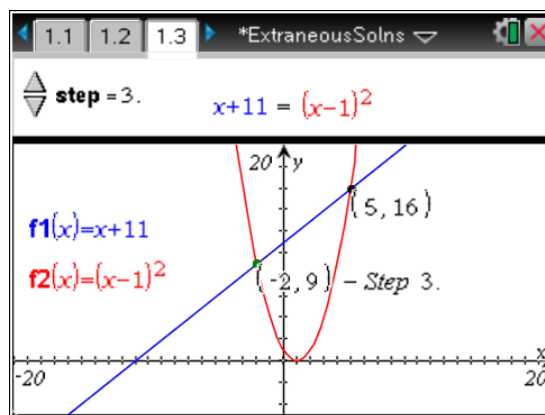 1.1 1.2 1.3 *ExtraneousSolns
step = 3. x+11 = (x-1)²
20 y
(5, 16)
f1(x)=x+11
f2(x)=(x-1)²
(-2, 9) – Step 3.
x
-20 20